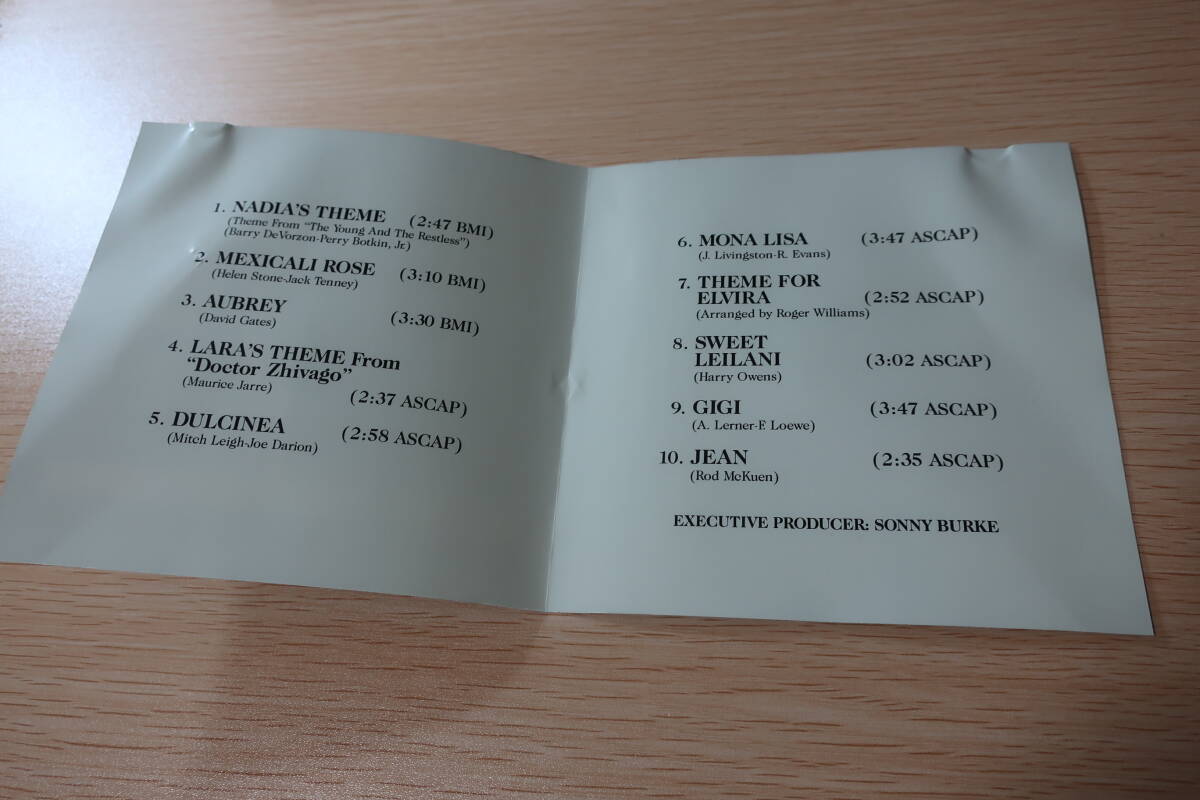 1. NADIA'S THEME (2:47 BMI)
(Theme From "The Young And The Restless")
(Barry DeVorzon-Perry Botkin, Jr.)
2. MEXICALI ROSE (3:10 BMI)
(Helen Stone-Jack Tenney)
3. AUBREY (3:30 BMI)
(David Gates)
4. LARA'S THEME From
"Doctor Zhivago"
(Maurice Jarre) (2:37 ASCAP)
5. DULCINEA (2:58 ASCAP)
(Mitch Leigh-Joe Darion)
6. MONA LISA (3:47 ASCAP)
(J. Livingston-R. Evans)
7. THEME FOR
ELVIRA (2:52 ASCAP)
(Arranged by Roger Williams)
8. SWEET
LEILANI (3:02 ASCAP)
(Harry Owens)
9. GIGI (3:47 ASCAP)
(A. Lerner-F. Loewe)
10. JEAN (2:35 ASCAP)
(Rod McKuen)
EXECUTIVE PRODUCER: SONNY BURKE